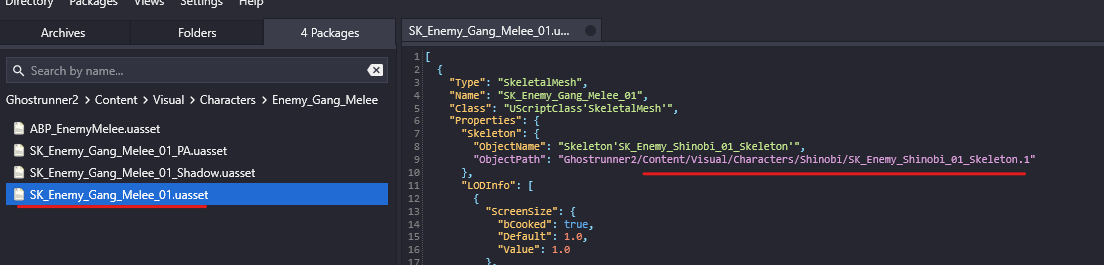 Directory Packages Views Settings Help
Archives Folders 4 Packages
Search by name...
Ghostrunner2 > Content > Visual > Characters > Enemy_Gang_Melee
ABP_EnemyMelee.uasset
SK_Enemy_Gang_Melee_01_PA.uasset
SK_Enemy_Gang_Melee_01_Shadow.uasset
SK_Enemy_Gang_Melee_01.uasset
SK_Enemy_Gang_Melee_01.u...
1 [
2 {
3 "Type": "SkeletalMesh",
4 "Name": "SK_Enemy_Gang_Melee_01",
5 "Class": "UScriptClass'SkeletalMesh'",
6 "Properties": {
7 "Skeleton": {
8 "ObjectName": "Skeleton'SK_Enemy_Shinobi_01_Skeleton'",
9 "ObjectPath": "Ghostrunner2/Content/Visual/Characters/Shinobi/SK_Enemy_Shinobi_01_Skeleton.1"
10 },
11 "LODInfo": [
12 {
13 "ScreenSize": {
14 "bCooked": true,
15 "Default": 1.0,
16 "Value": 1.0
17 },